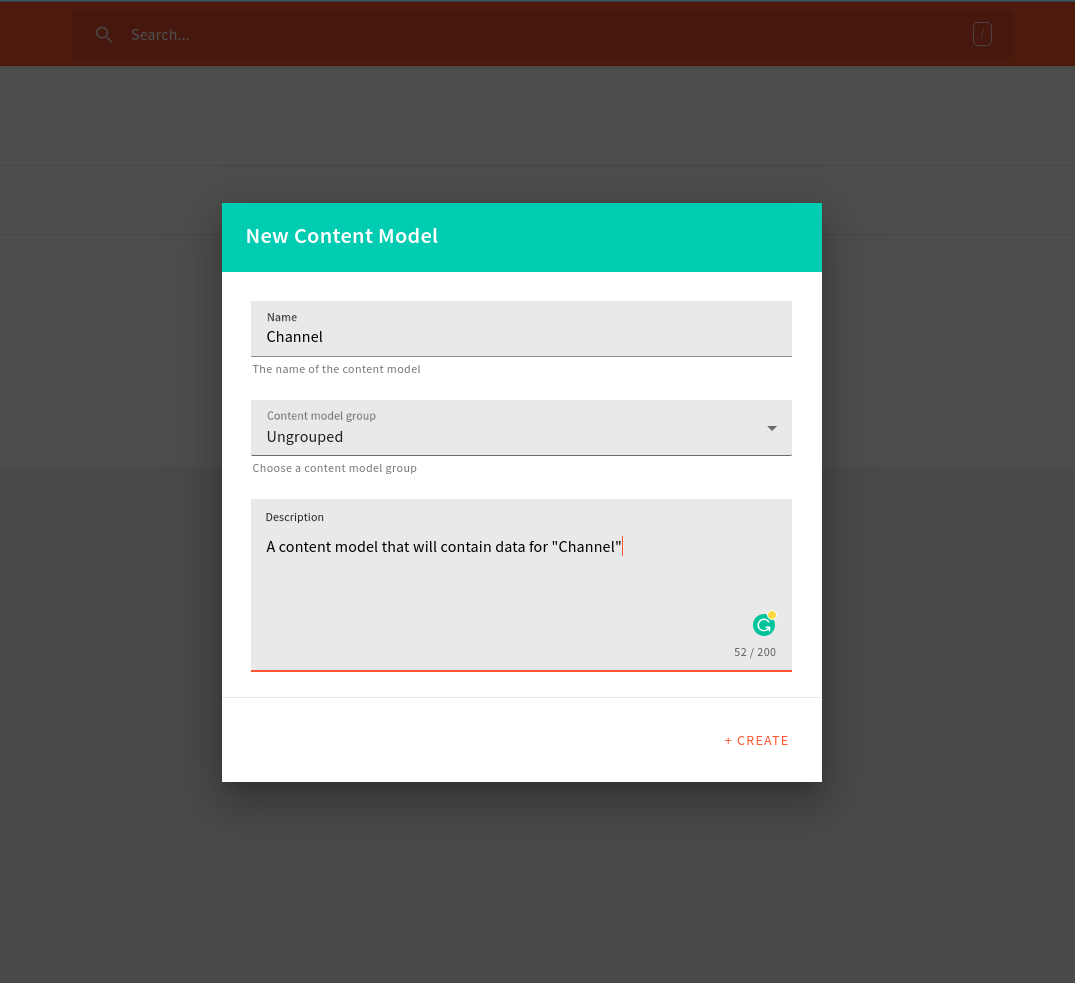 Search...
/
New Content Model
Name
Channel
The name of the content model
Content model group
Ungrouped
Choose a content model group
Description
A content model that will contain data for "Channel"
52 / 200
+ CREATE